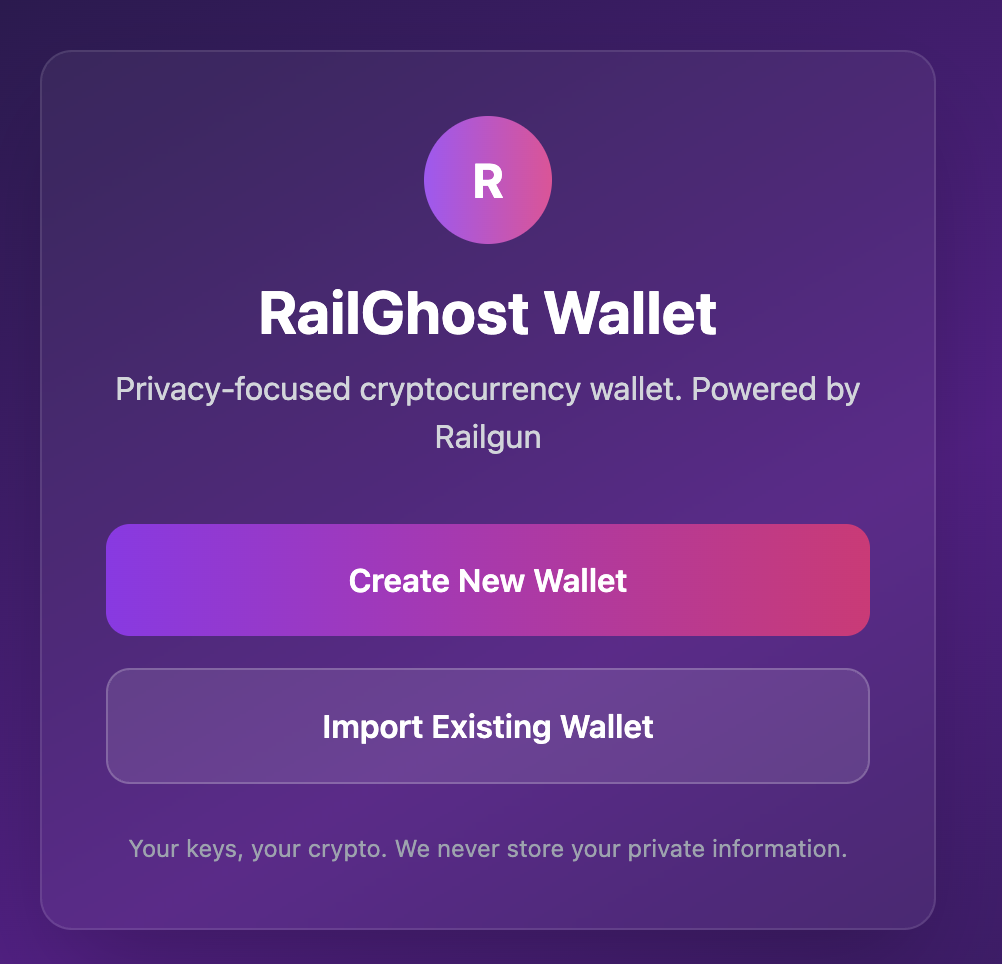 R
RailGhost Wallet
Privacy-focused cryptocurrency wallet. Powered by
Railgun
Create New Wallet
Import Existing Wallet
Your keys, your crypto. We never store your private information.